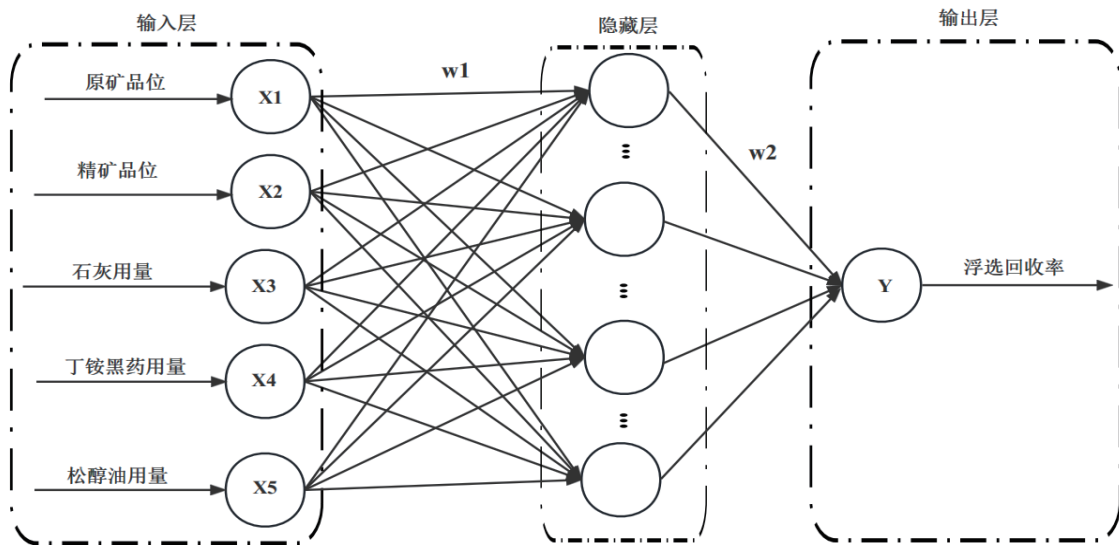 输入层
隐藏层
输出层
原矿品位
X1
w1
精矿品位
X2
w2
石灰用量
X3
Y
浮选回收率
丁铵黑药用量
X4
松醇油用量
X5